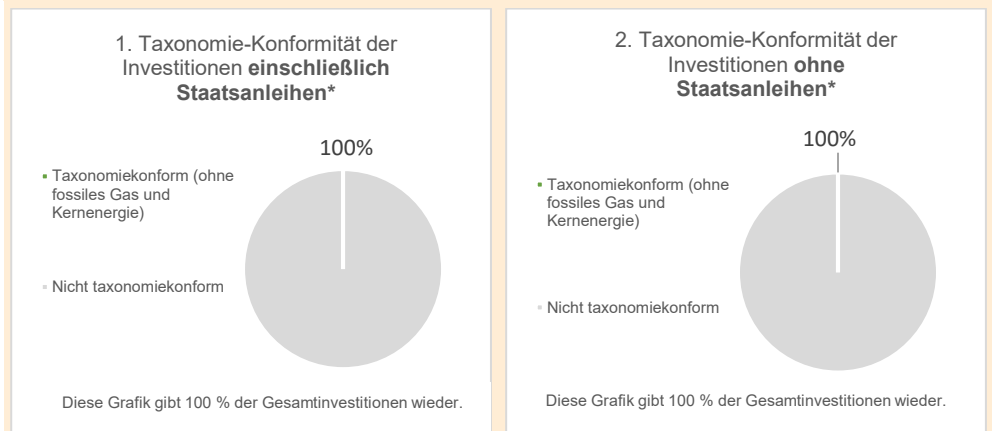 1. Taxonomie-Konformität der
Investitionen einschließlich
Staatsanleihen*
100%
Taxonomiekonform (ohne
fossiles Gas und
Kernenergie)
Nicht taxonomiekonform
Diese Grafik gibt 100 % der Gesamtinvestitionen wieder.
2. Taxonomie-Konformität der
Investitionen ohne
Staatsanleihen*
100%
Taxonomiekonform (ohne
fossiles Gas und
Kernenergie)
Nicht taxonomiekonform
Diese Grafik gibt 100 % der Gesamtinvestitionen wieder.